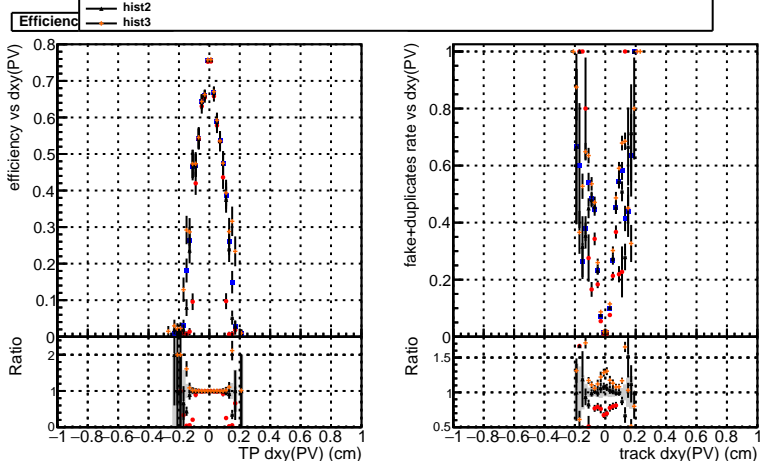 hist2
Efficienc
hist3
efficiency vs dxy(PV)
0.8
0.7
0.6
0.5
0.4
0.3
0.2
0.1
0
Ratio
2
1
0
−1 −0.8 −0.6 −0.4 −0.2 0 0.2 0.4 0.6 0.8 1
TP dxy(PV) (cm)
fake+duplicates rate vs dxy(PV)
1
0.8
0.6
0.4
0.2
0
Ratio
1.5
1
0.5
−1 −0.8 −0.6 −0.4 −0.2 0 0.2 0.4 0.6 0.8 1
track dxy(PV) (cm)